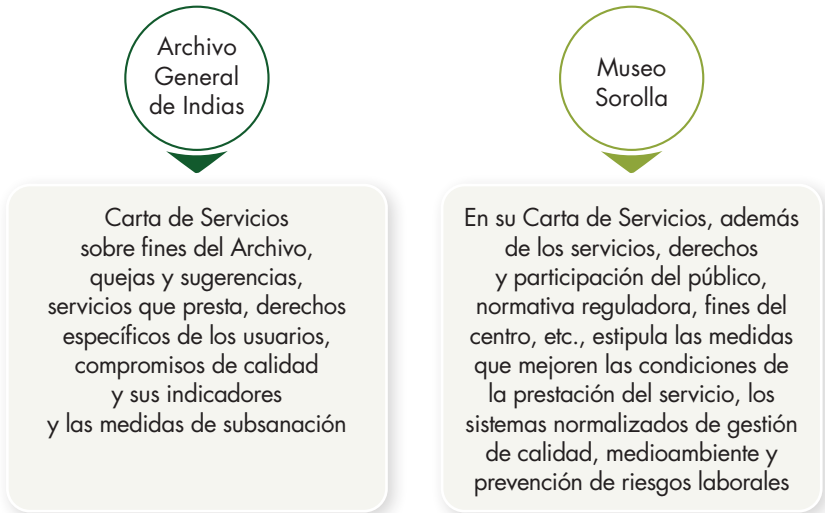 Archivo
General
de Indias
Carta de Servicios
sobre fines del Archivo,
quejas y sugerencias,
servicios que presta, derechos
específicos de los usuarios,
compromisos de calidad
y sus indicadores
y las medidas de subsanación
Museo
Sorolla
En su Carta de Servicios, además
de los servicios, derechos
y participación del público,
normativa reguladora, fines del
centro, etc., estipula las medidas
que mejoren las condiciones de
la prestación del servicio, los
sistemas normalizados de gestión
de calidad, medioambiente y
prevención de riesgos laborales